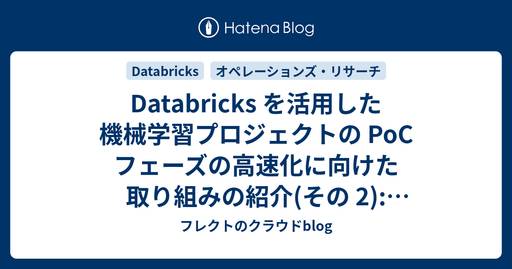 Hatena Blog
Databricks オペレーションズ・リサーチ
Databricks を活用した
機械学習プロジェクトの PoC
フェーズの高速化に向けた
取り組みの紹介(その 2):…
フレクトのクラウドblog